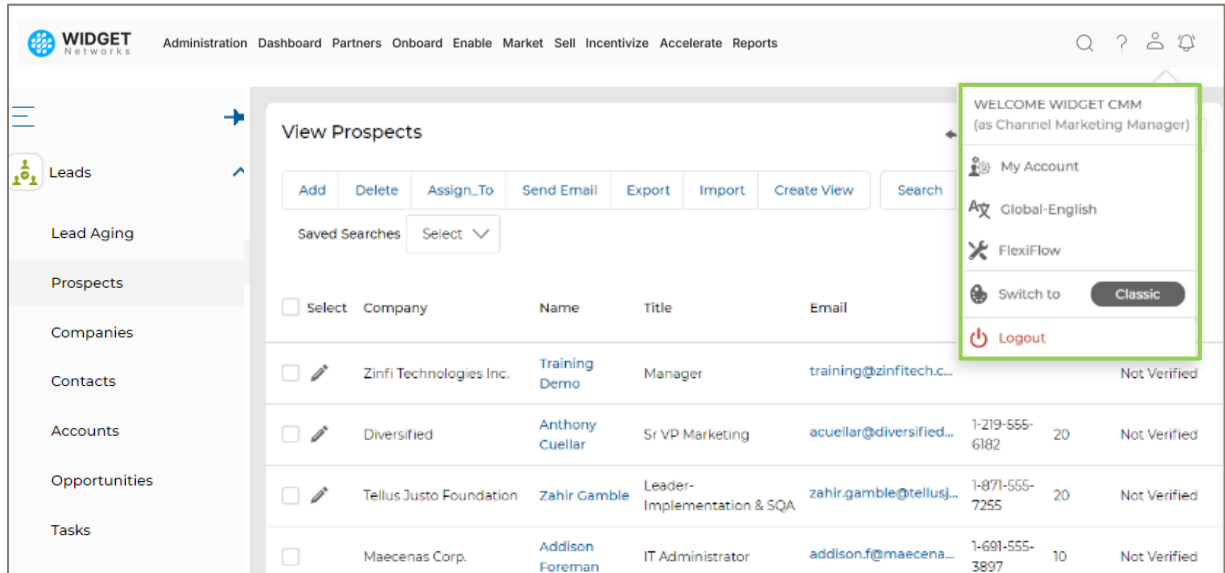 WIDGET
Networks
Administration Dashboard Partners Onboard Enable Market Sell Incentivize Accelerate Reports
?
WELCOME WIDGET CMM
(as Channel Marketing Manager)
My Account
Global-English
FlexiFlow
Switch to Classic
Logout
Leads
Lead Aging
Prospects
Companies
Contacts
Accounts
Opportunities
Tasks
View Prospects
Add Delete Assign_To Send Email Export Import Create View Search
Saved Searches Select
Select Company Name Title Email
Zinfi Technologies Inc. Training Demo Manager training@zinfitech.c... Not Verified
Diversified Anthony Cuellar Sr VP Marketing acuellar@diversified... 1-219-555-6182 20 Not Verified
Tellus Justo Foundation Zahir Gamble Leader-Implementation & SQA zahir.gamble@tellusj... 1-871-555-7255 20 Not Verified
Maecenas Corp. Addison Foreman IT Administrator addison.f@maecena... 1-691-555-3897 10 Not Verified